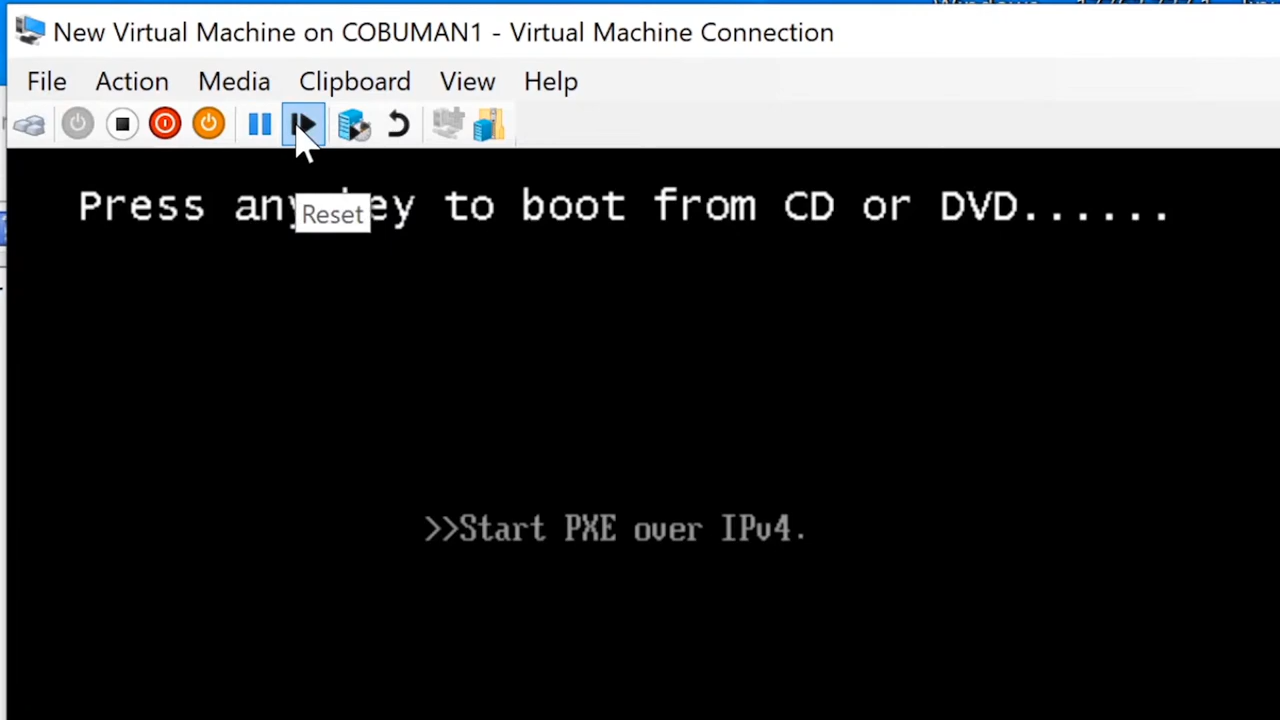 New Virtual Machine on COBUMAN1 - Virtual Machine Connection
File Action Media Clipboard View Help
Press any key to boot from CD or DVD......
Reset
>>Start PXE over IPv4.